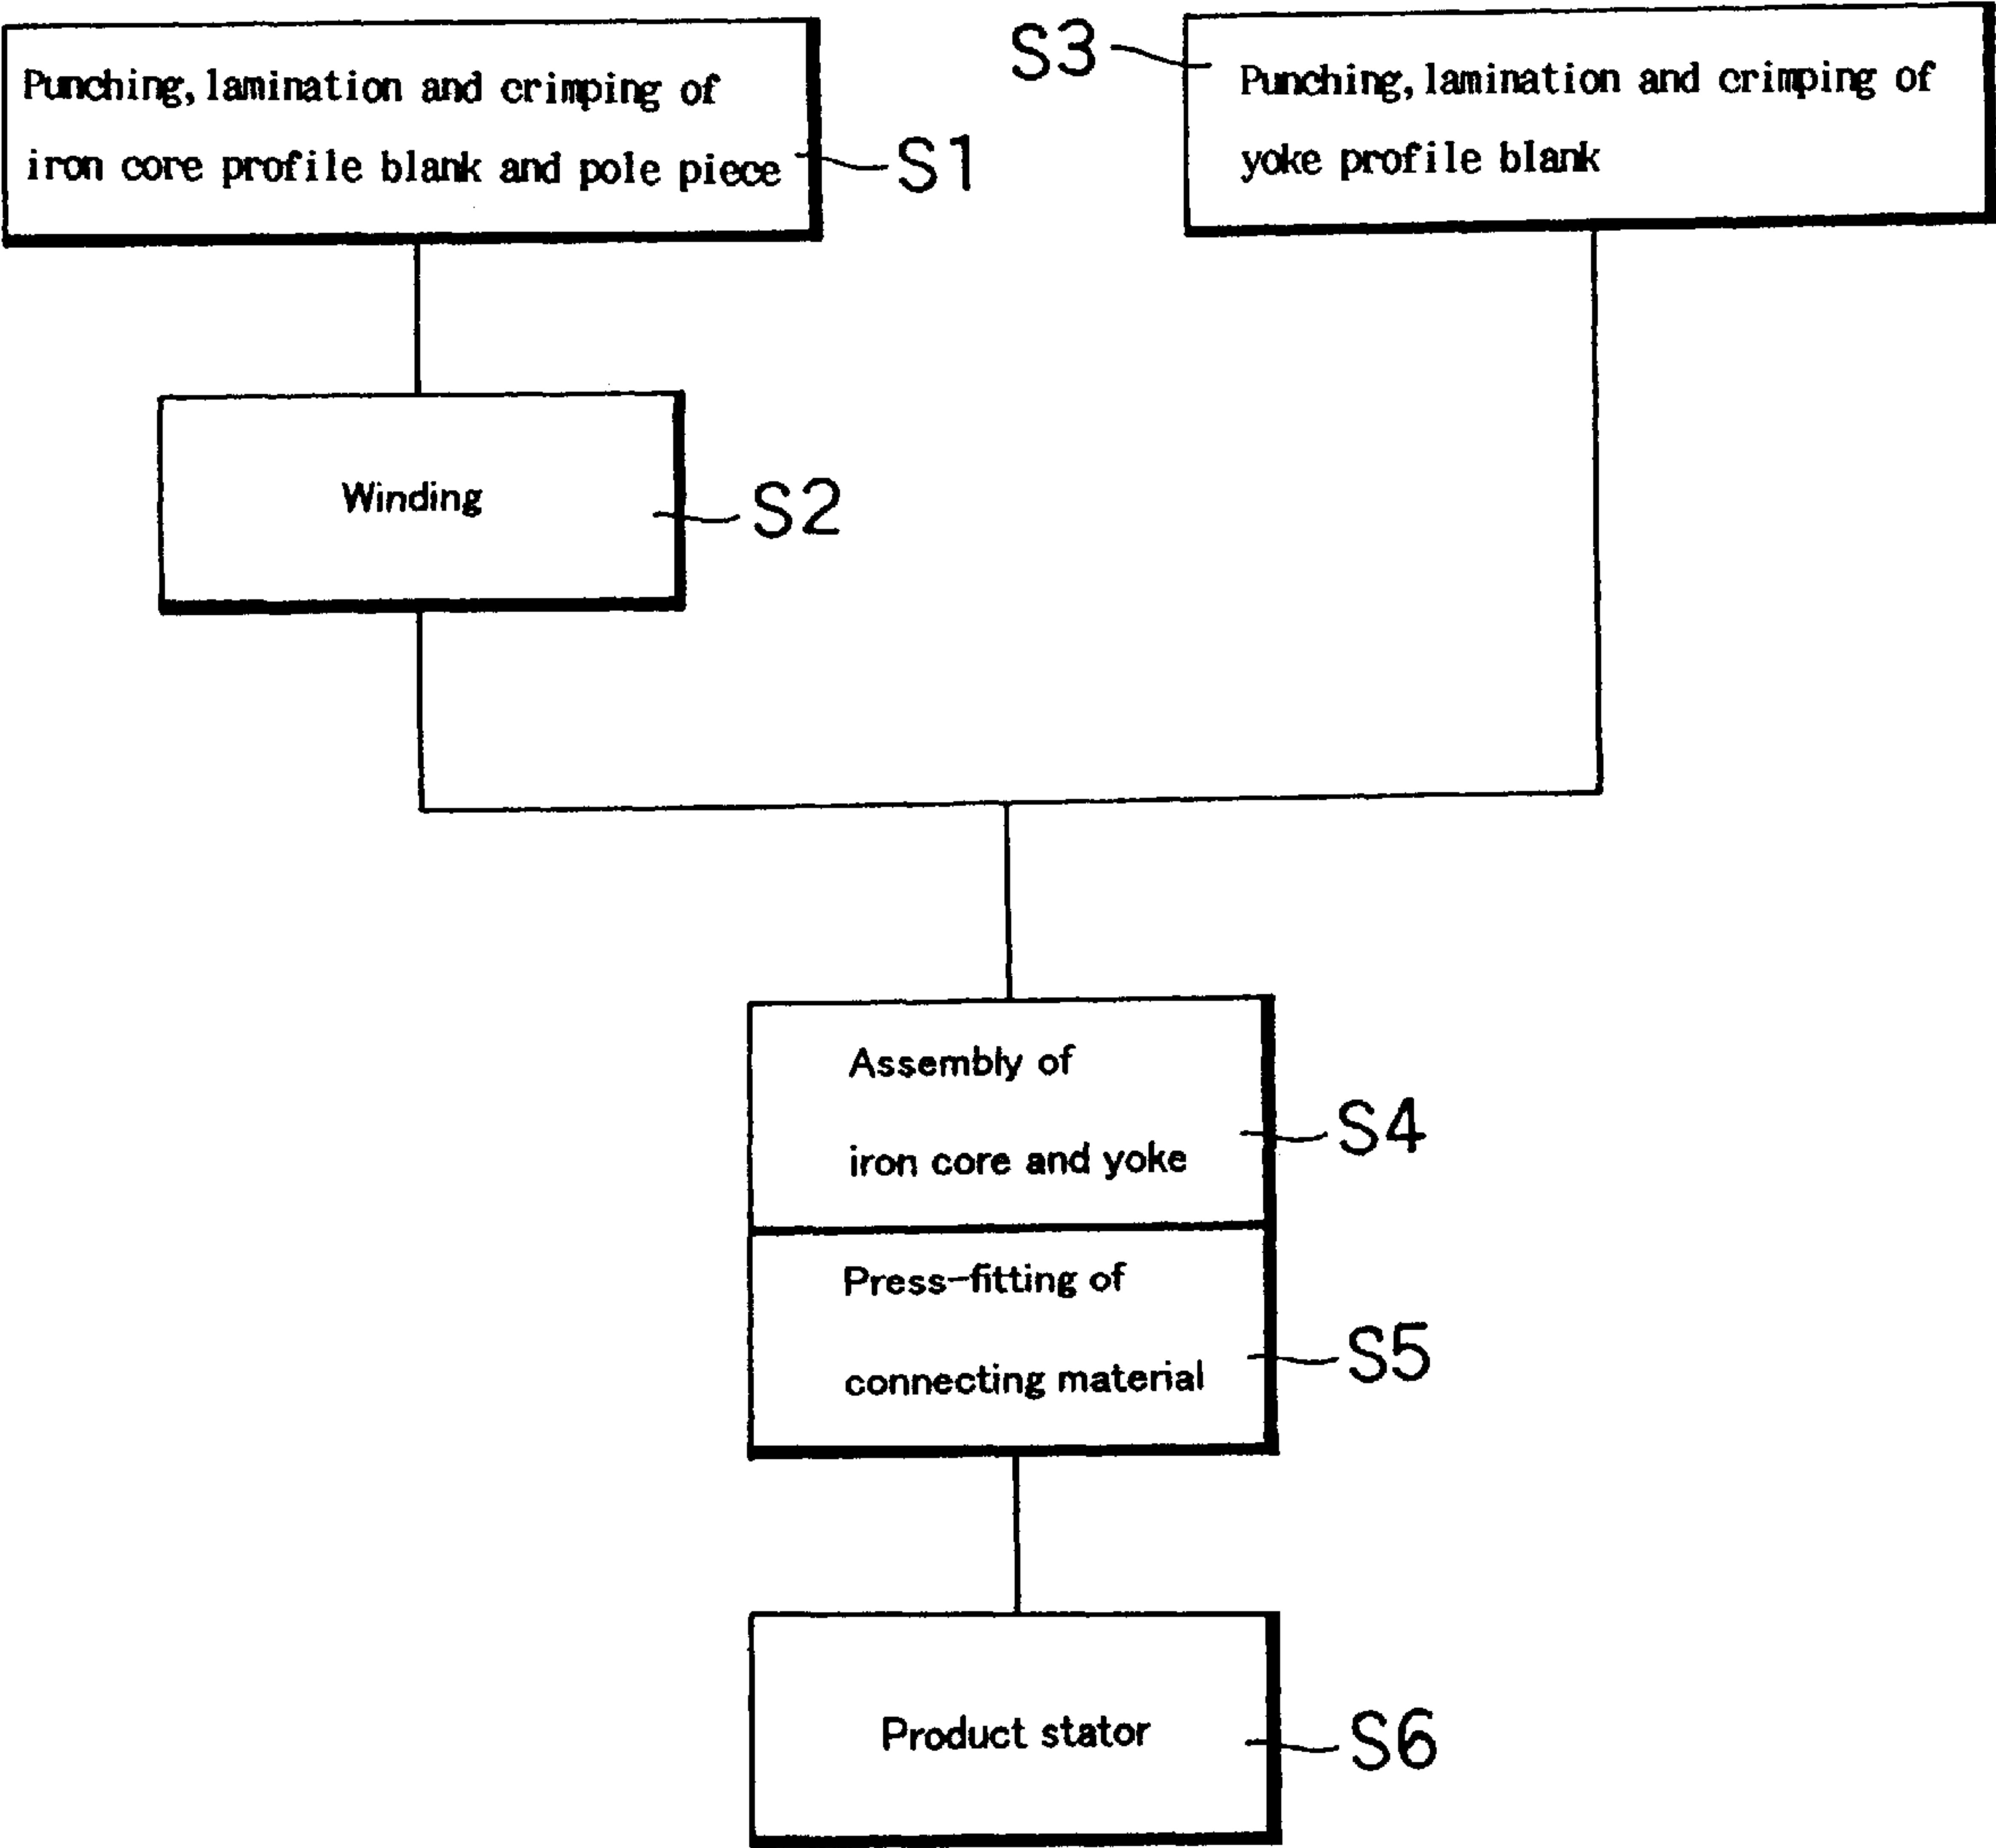 Punching, lamination and crimping of
iron core profile blank and pole piece
S1
S3
Punching, lamination and crimping of
yoke profile blank
Winding
S2
Assembly of
iron core and yoke
S4
Press-fitting of
connecting material
S5
Product stator
S6